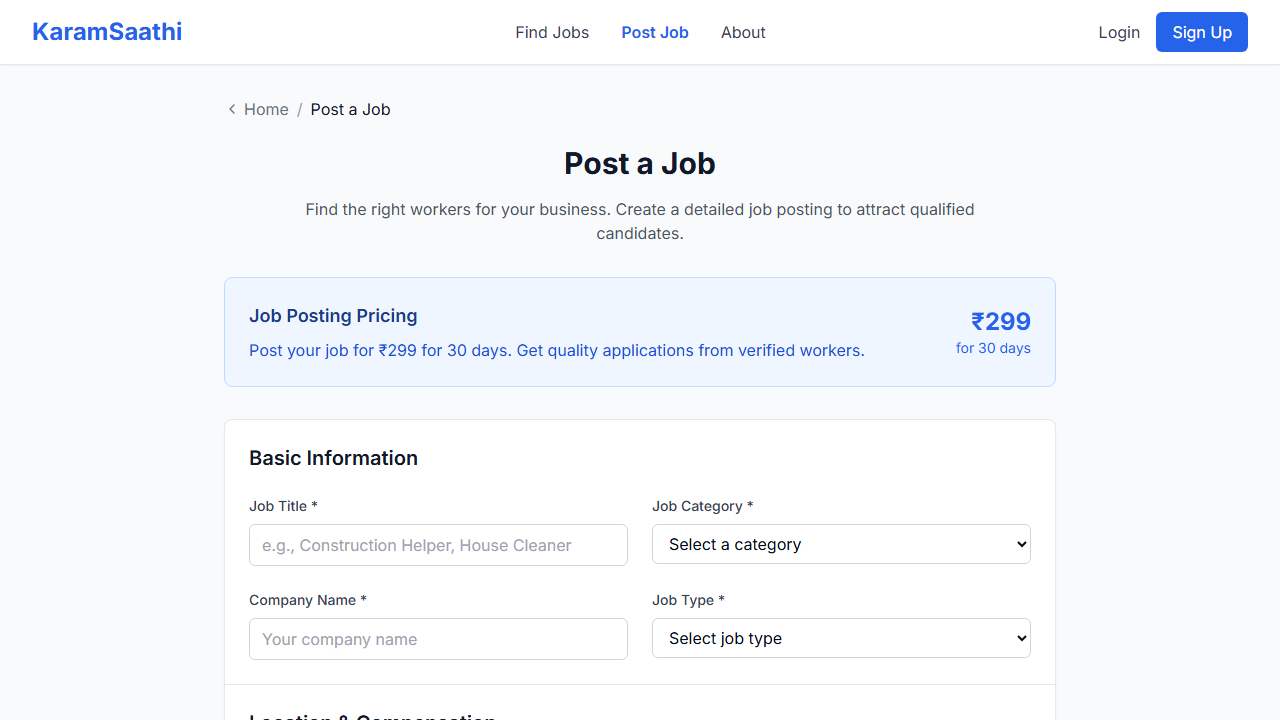 KaramSaathi
Find Jobs
Post Job
About
Login
Sign Up
Home / Post a Job
Post a Job
Find the right workers for your business. Create a detailed job posting to attract qualified
candidates.
Job Posting Pricing
₹299
Post your job for ₹299 for 30 days. Get quality applications from verified workers.
for 30 days
Basic Information
Job Title *
Job Category *
e.g., Construction Helper, House Cleaner
Select a category
Company Name *
Job Type *
Your company name
Select job type
Location & Compensation